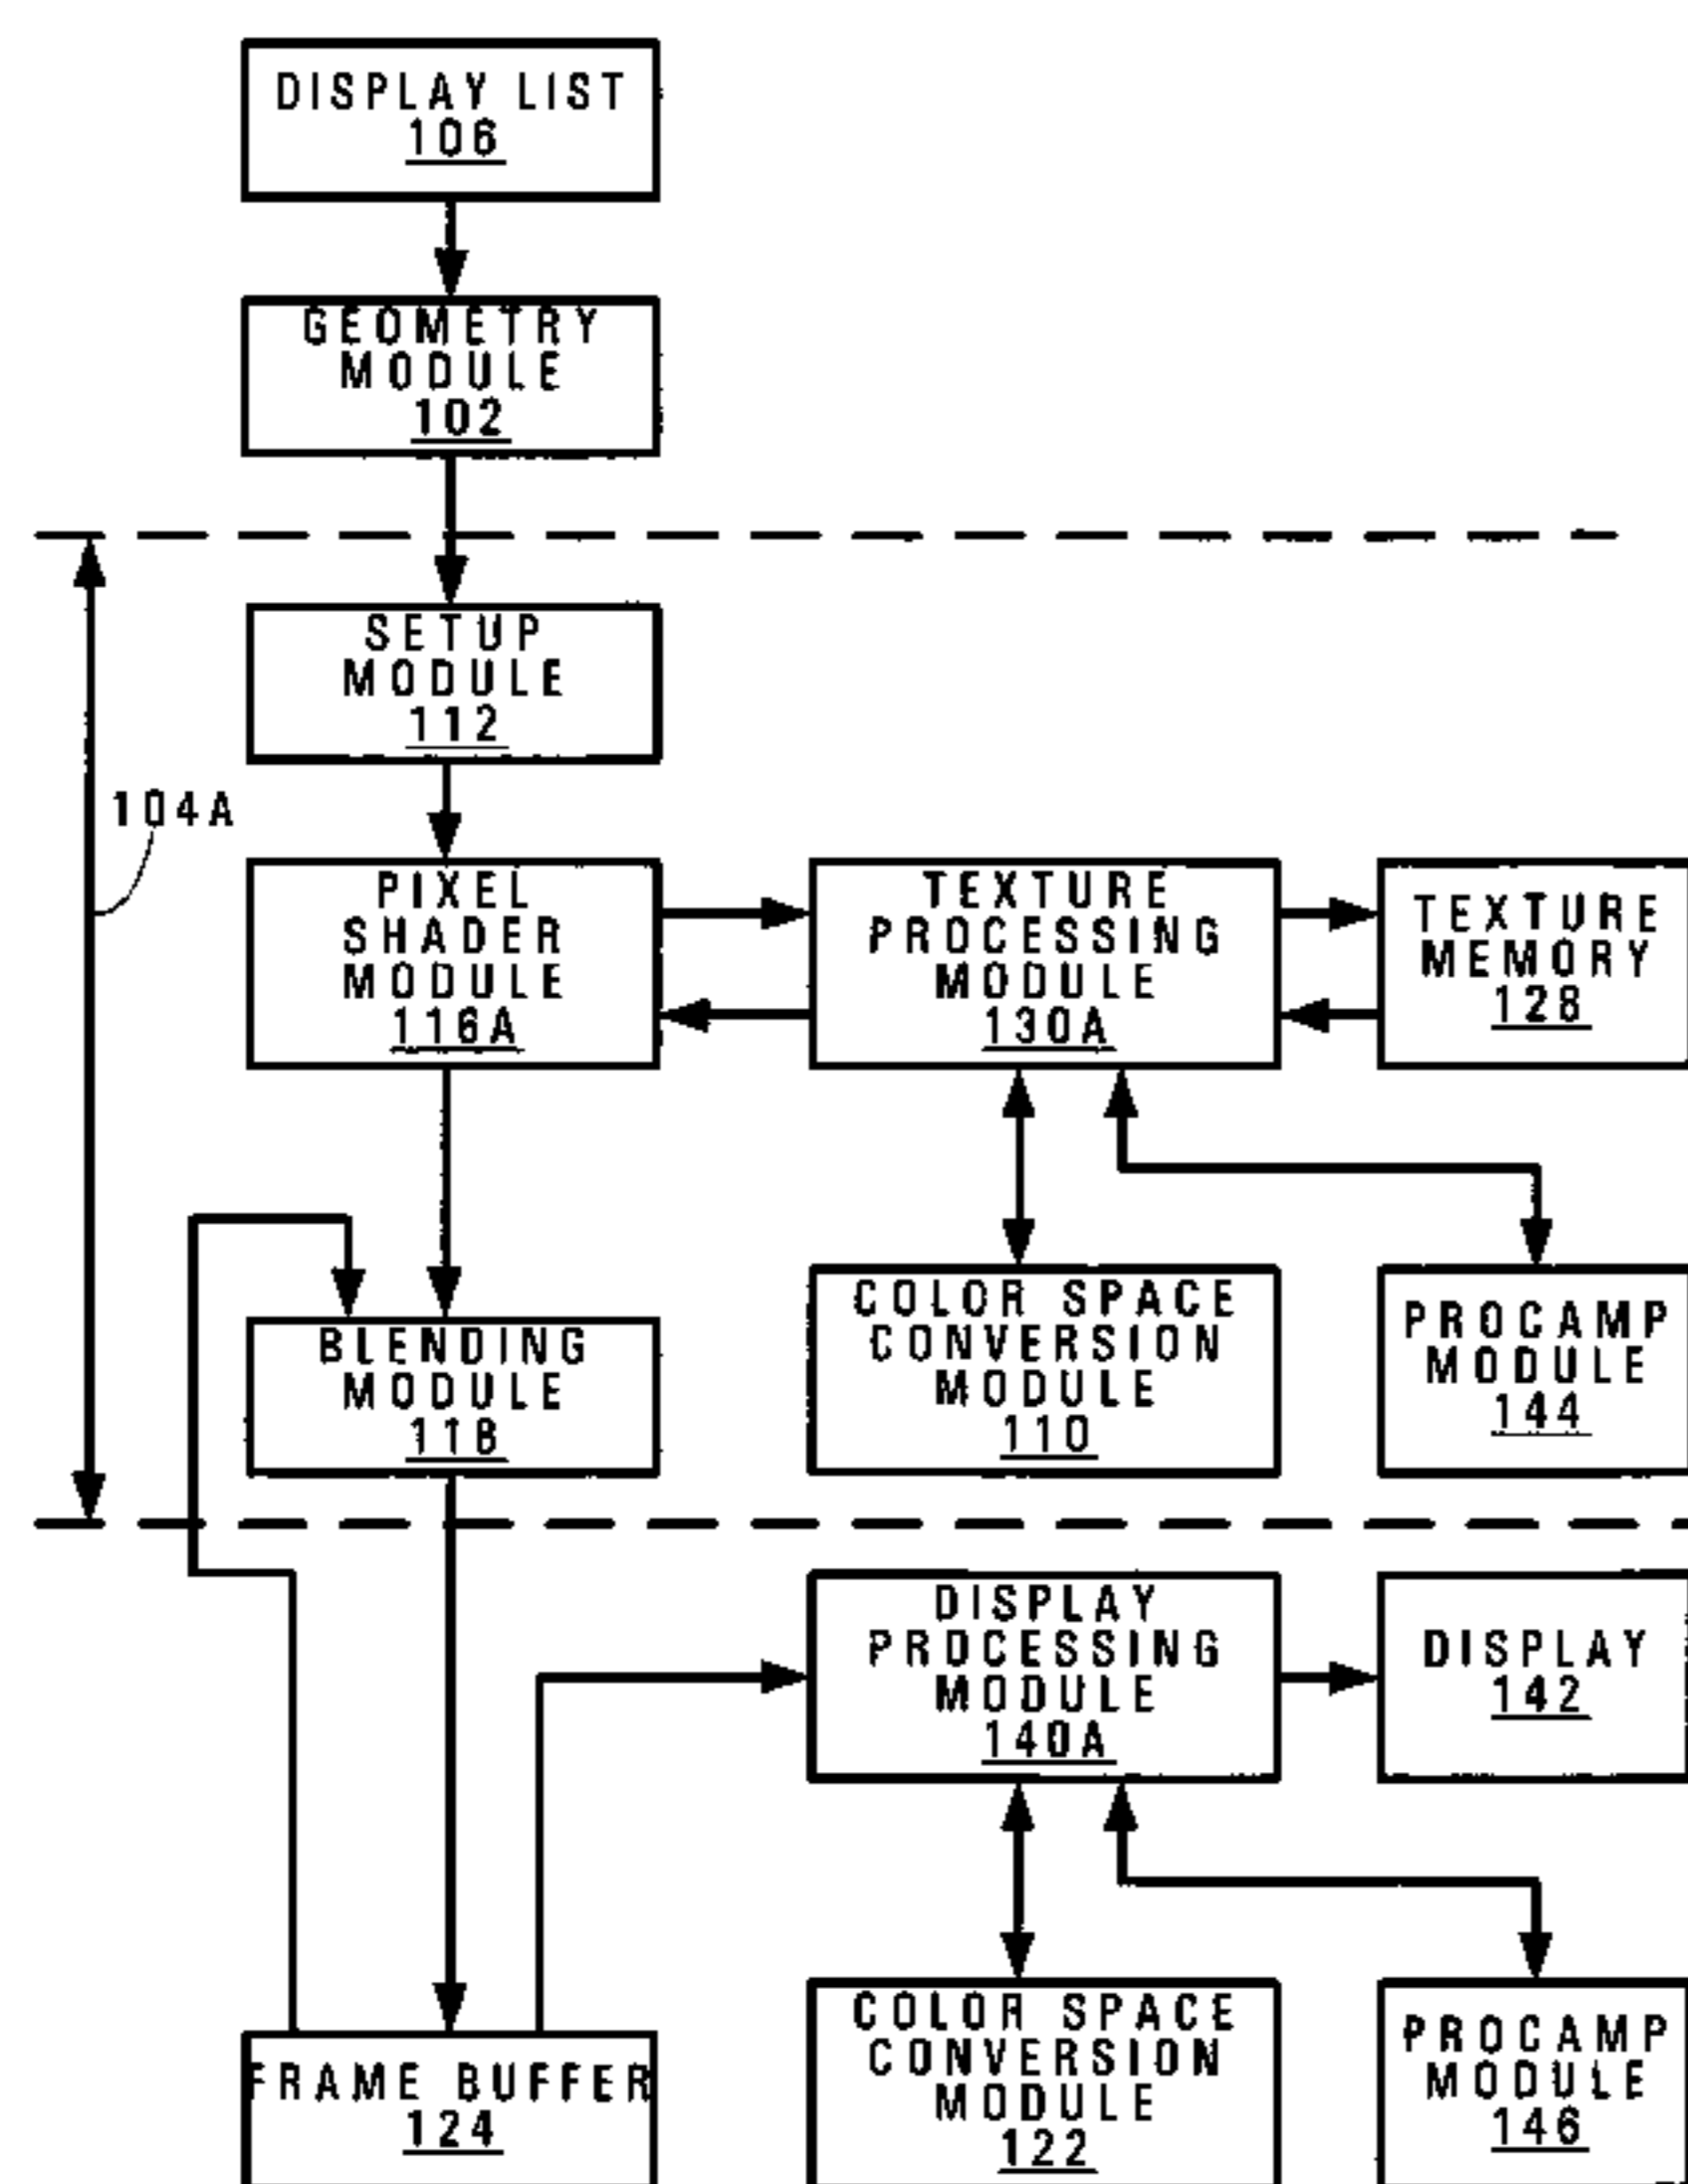 DISPLAY LIST
106
GEOMETRY
MODULE
102
SETUP
MODULE
112
104A
PIXEL
SHADER
MODULE
116A
TEXTURE
PROCESSING
MODULE
130A
TEXTURE
MEMORY
128
BLENDING
MODULE
118
COLOR SPACE
CONVERSION
MODULE
110
PROCAMP
MODULE
144
DISPLAY
PROCESSING
MODULE
140A
DISPLAY
142
FRAME BUFFER
124
COLOR SPACE
CONVERSION
MODULE
122
PROCAMP
MODULE
146